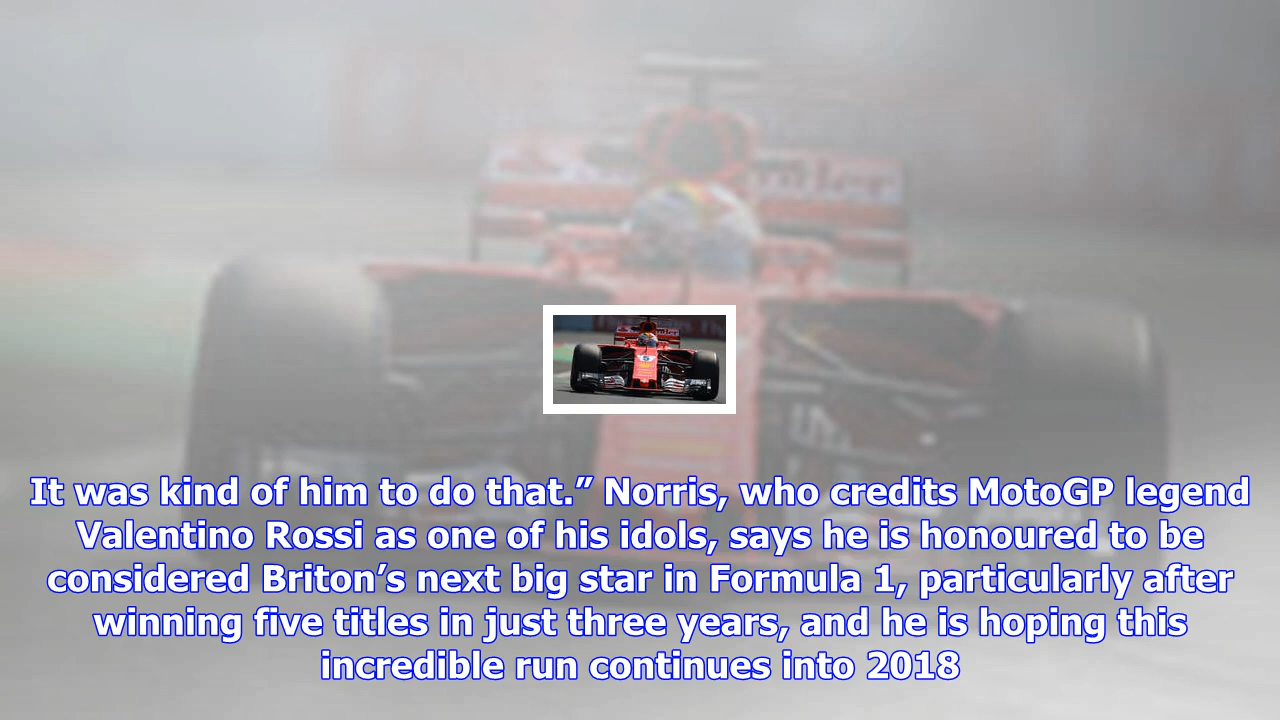 It was kind of him to do that.” Norris, who credits MotoGP legend
Valentino Rossi as one of his idols, says he is honoured to be
considered Briton’s next big star in Formula 1, particularly after
winning five titles in just three years, and he is hoping this
incredible run continues into 2018